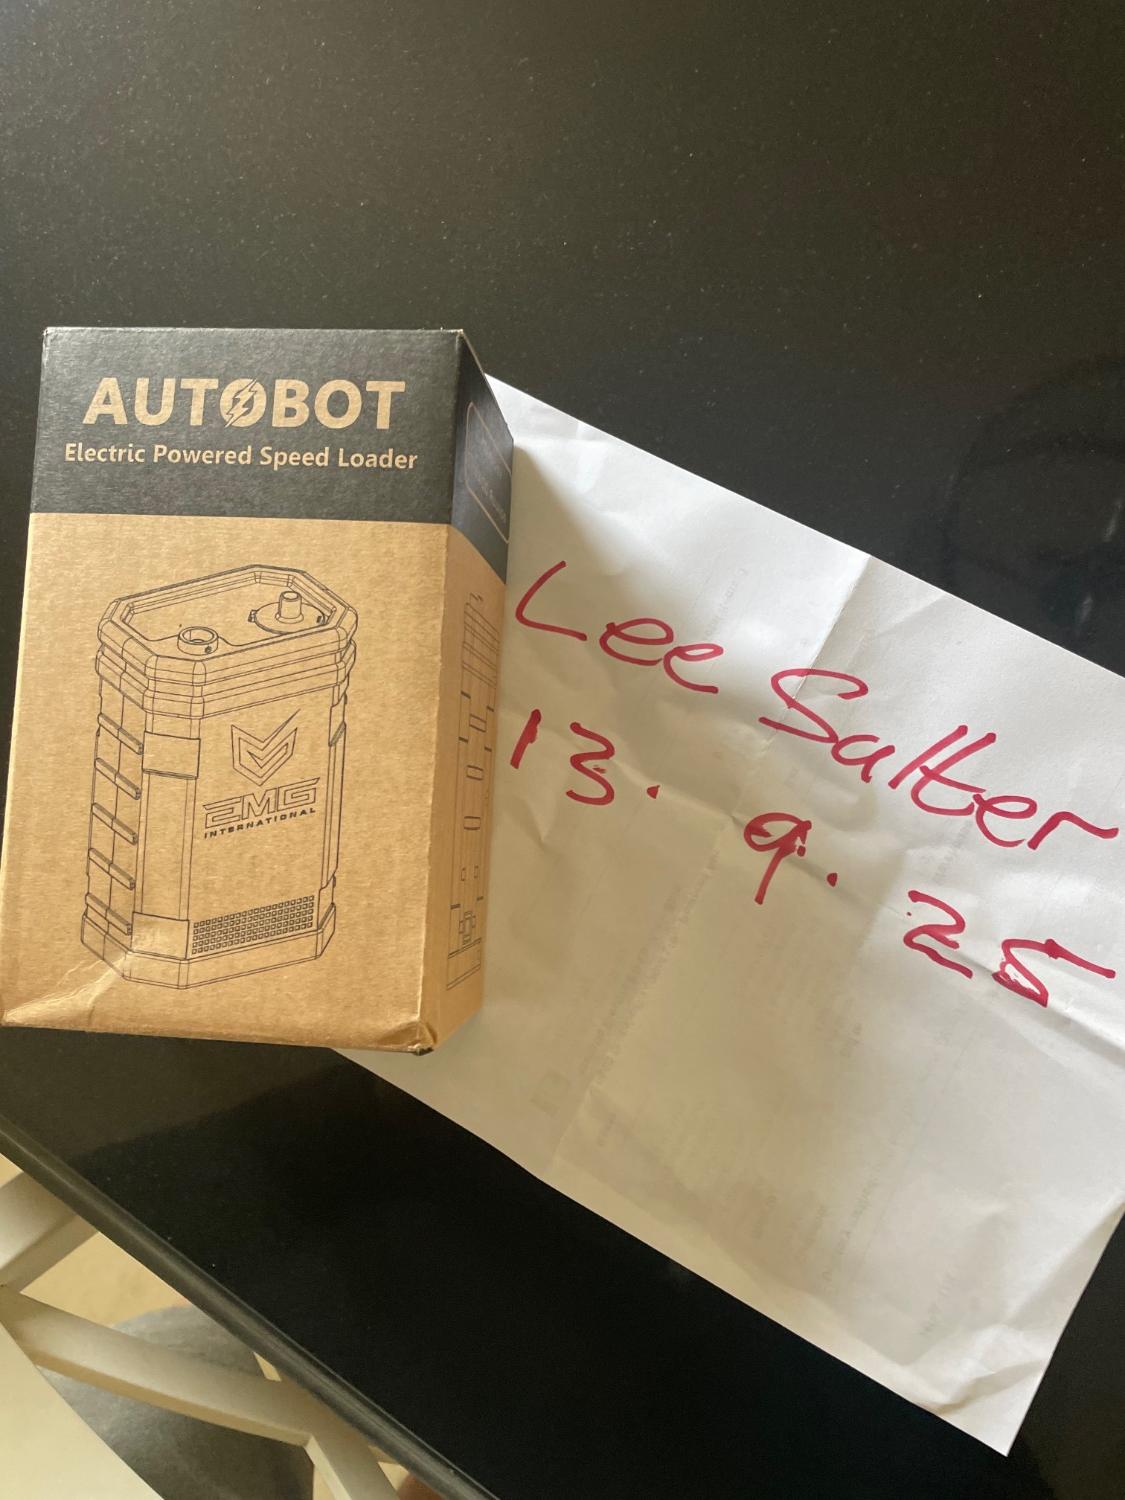 AUTOBOT
Electric Powered Speed Loader
EMG
INTERNATIONAL
Lee Salter
13. 9. 25